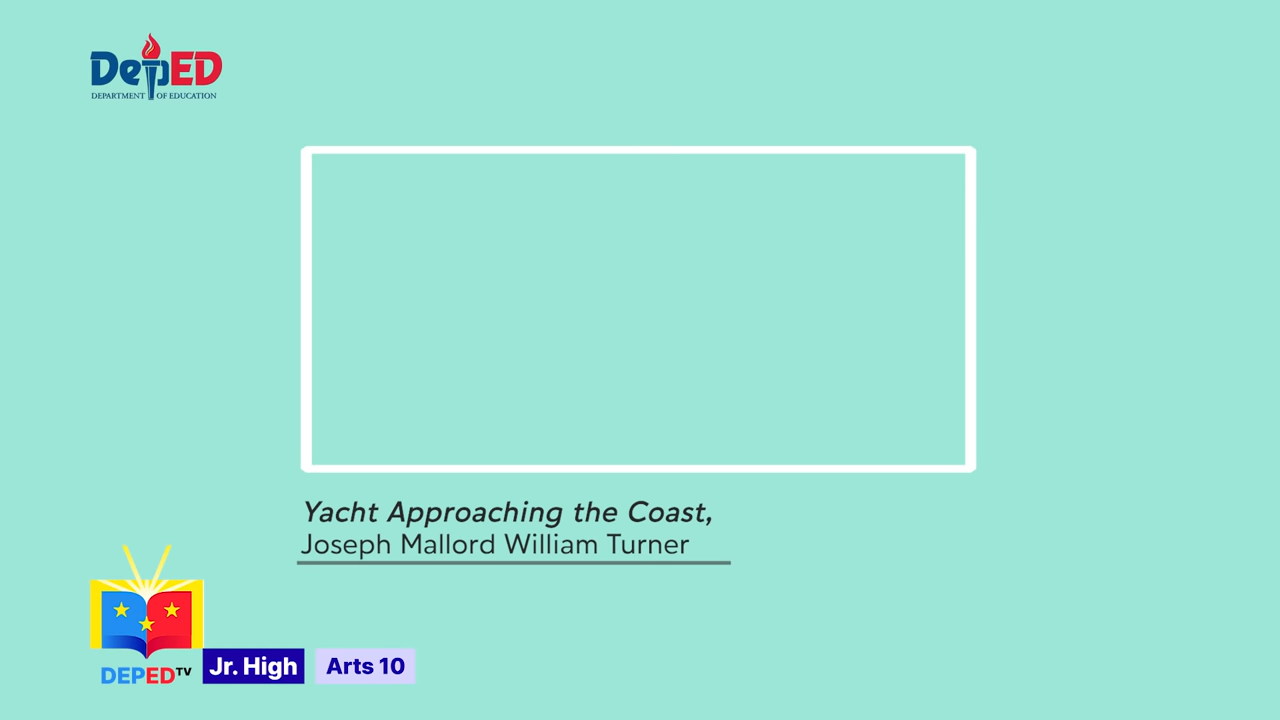 DepED
DEPARTMENT OF EDUCATION
Yacht Approaching the Coast,
Joseph Mallord William Turner
DEPED TV
Jr. High
Arts 10